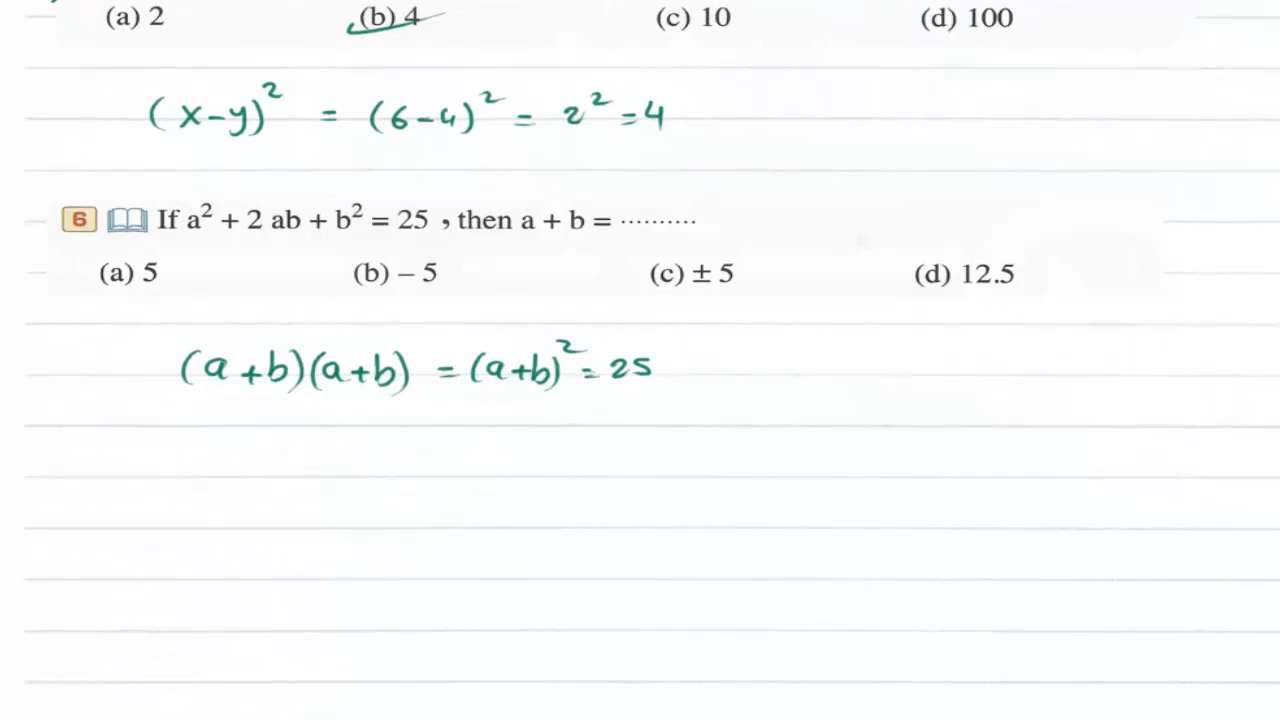 (a) 2 (b) 4 (c) 10 (d) 100
(x-y)² = (6-4)² = 2² = 4
6 If a² + 2 ab + b² = 25 , then a + b = ··········
(a) 5 (b) – 5 (c) ± 5 (d) 12.5
(a+b)(a+b) = (a+b)² = 25